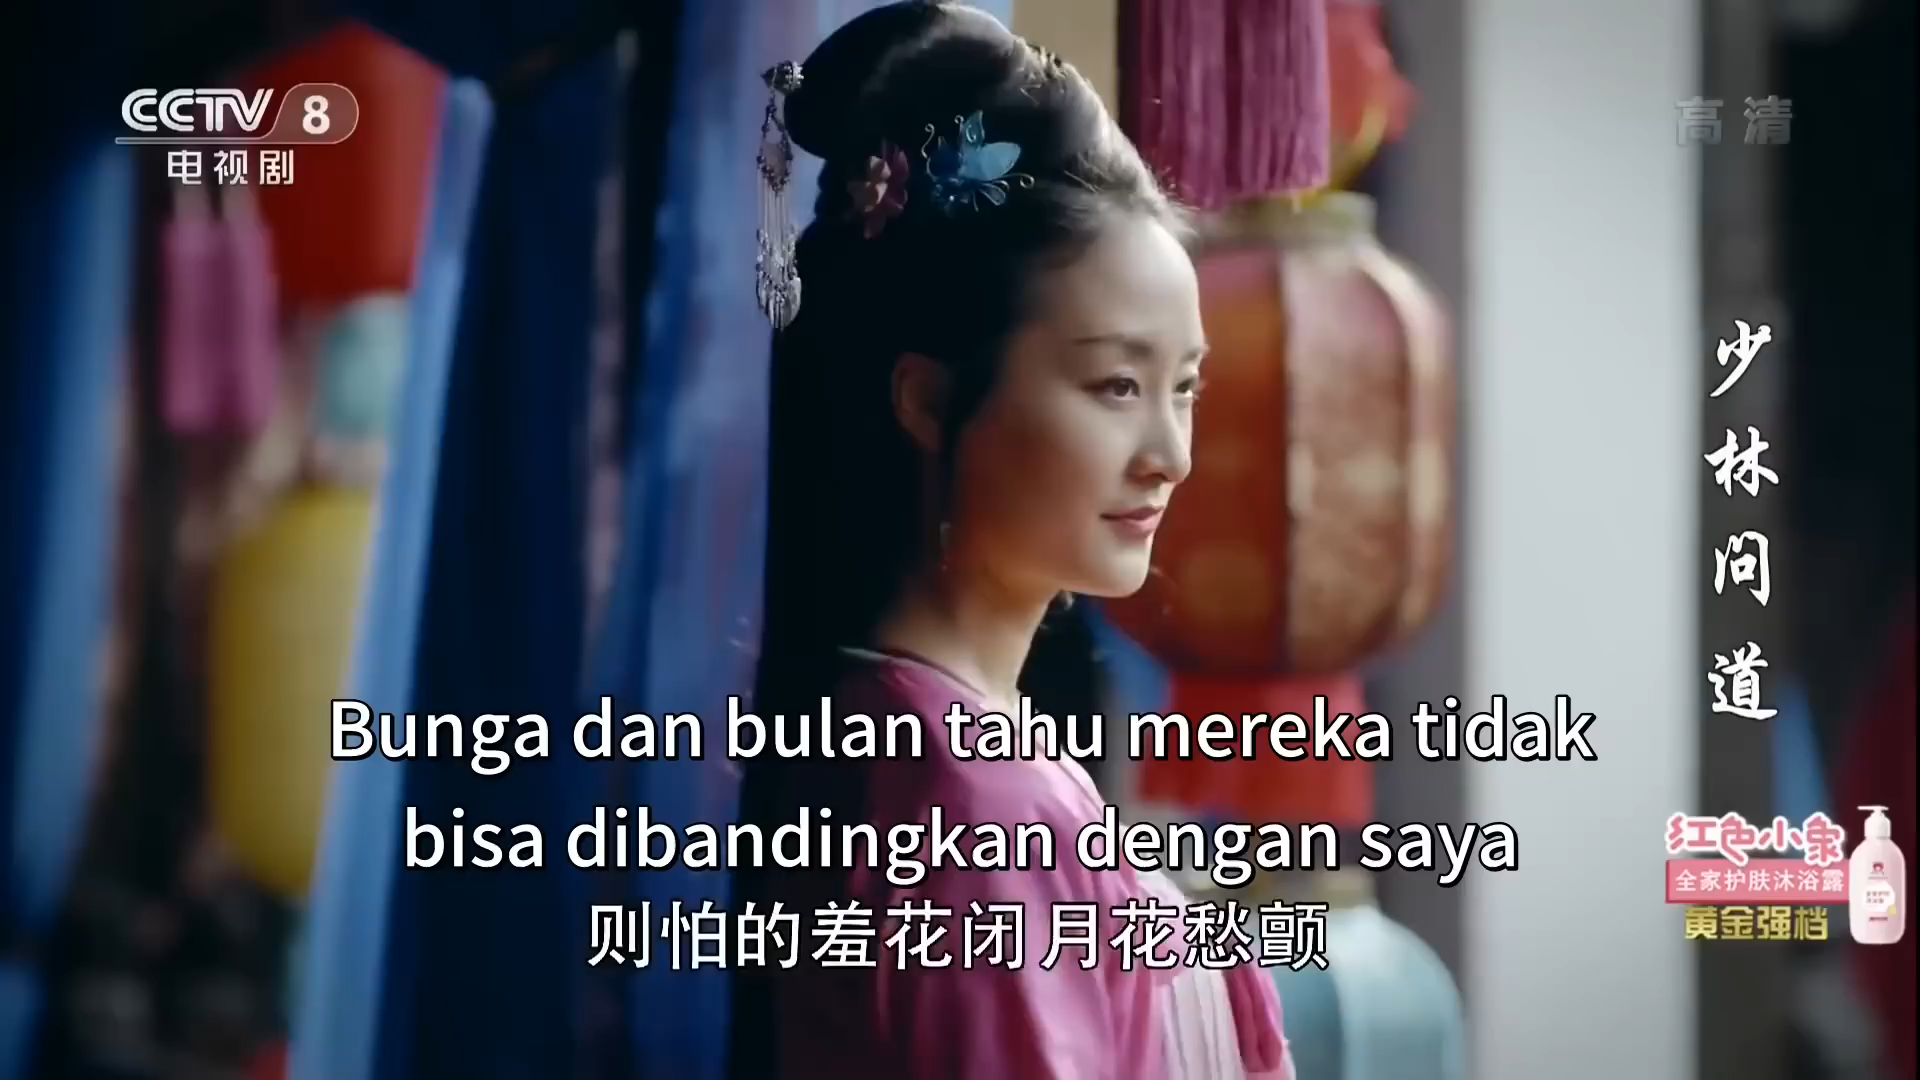 CCTV 8
电视剧
高清
少林问道
Bunga dan bulan tahu mereka tidak
bisa dibandingkan dengan saya
则怕的羞花闭月花愁颤
红色小象
全家护肤沐浴露
黄金强档